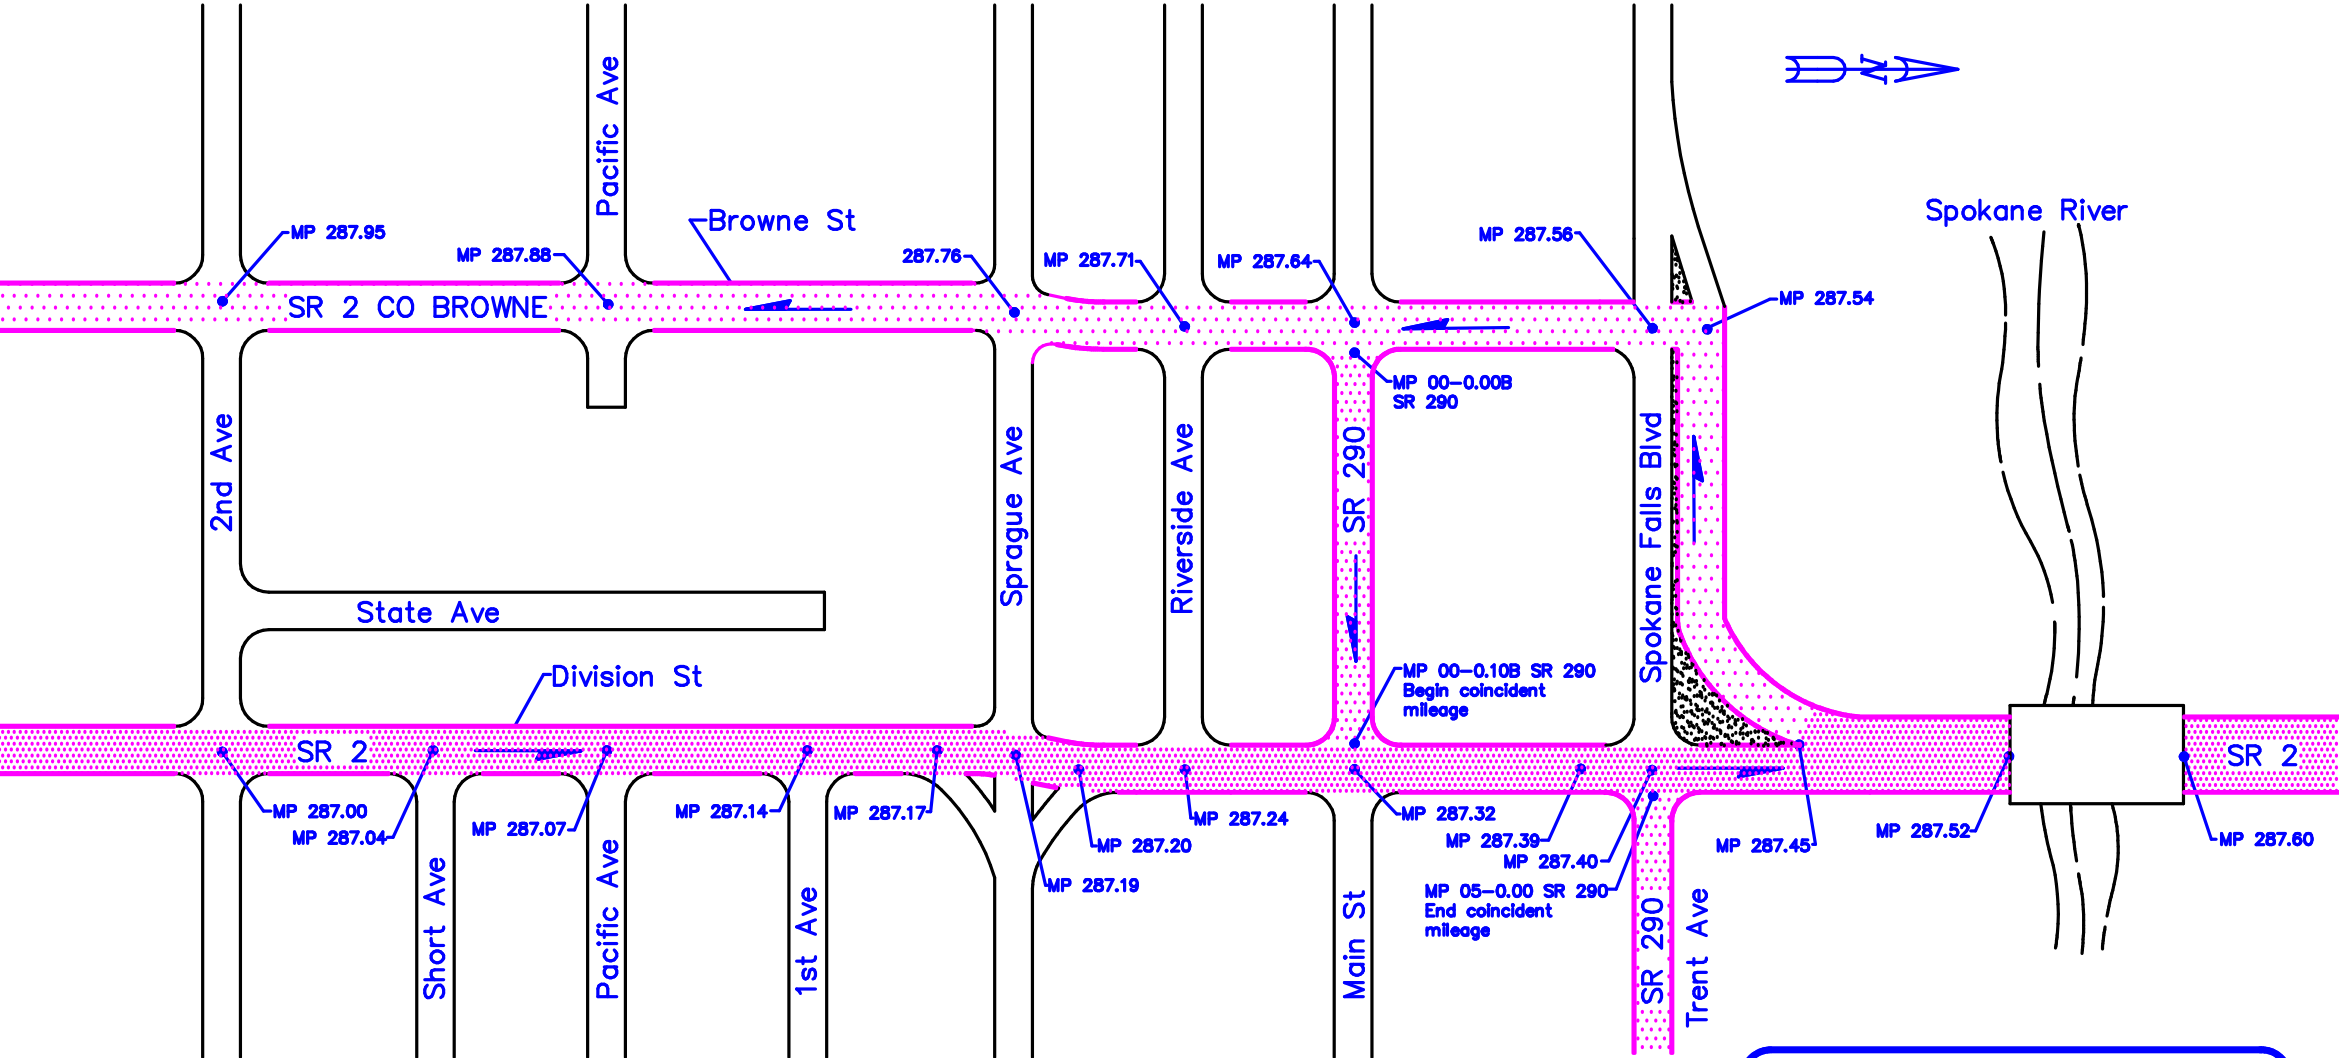 N
Pacific Ave
Spokane River
MP 287.95
Browne St
MP 287.88
287.76
MP 287.71
MP 287.64
MP 287.56
MP 287.54
SR 2 CO BROWNE
MP 00-0.00B
SR 290
2nd Ave
Sprague Ave
Riverside Ave
SR 290
Spokane Falls Blvd
State Ave
Division St
MP 00-0.10B SR 290
Begin coincident
mileage
SR 2
SR 2
MP 287.00
MP 287.04
MP 287.07
MP 287.14
MP 287.17
MP 287.19
MP 287.20
MP 287.24
MP 287.32
MP 287.39
MP 287.40
MP 287.45
MP 287.52
MP 287.60
MP 05-0.00 SR 290
End coincident
mileage
Short Ave
Pacific Ave
1st Ave
Main St
SR 290
Trent Ave